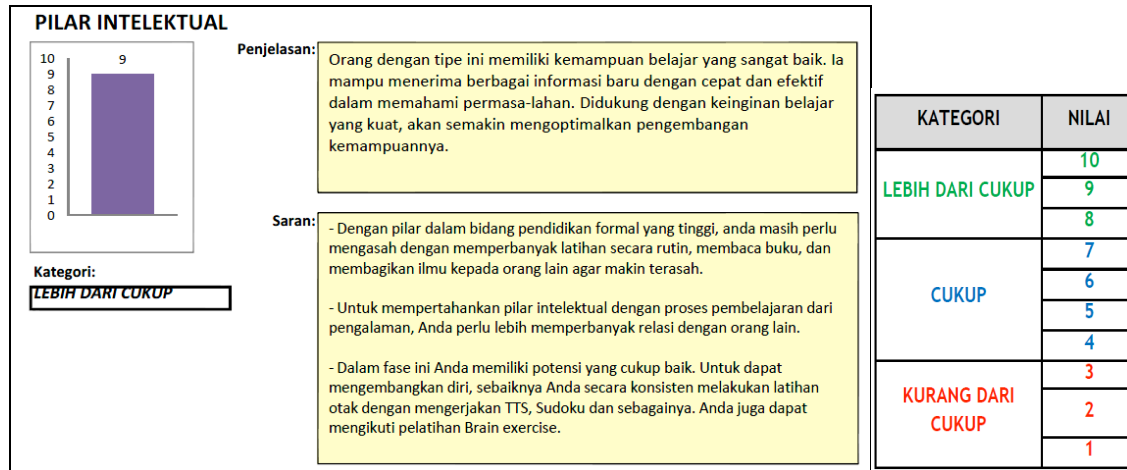 PILAR INTELEKTUAL
10
9
8
7
6
5
4
3
2
1
0
9
Kategori:
LEBIH DARI CUKUP
Penjelasan:
Orang dengan tipe ini memiliki kemampuan belajar yang sangat baik. Ia
mampu menerima berbagai informasi baru dengan cepat dan efektif
dalam memahami permasa-lahan. Didukung dengan keinginan belajar
yang kuat, akan semakin mengoptimalkan pengembangan
kemampuannya.
Saran:
- Dengan pilar dalam bidang pendidikan formal yang tinggi, anda masih perlu
mengasah dengan memperbanyak latihan secara rutin, membaca buku, dan
membagikan ilmu kepada orang lain agar makin terasah.
- Untuk mempertahankan pilar intelektual dengan proses pembelajaran dari
pengalaman, Anda perlu lebih memperbanyak relasi dengan orang lain.
- Dalam fase ini Anda memiliki potensi yang cukup baik. Untuk dapat
mengembangkan diri, sebaiknya Anda secara konsisten melakukan latihan
otak dengan mengerjakan TTS, Sudoku dan sebagainya. Anda juga dapat
mengikuti pelatihan Brain exercise.
KATEGORI NILAI
LEBIH DARI CUKUP
10
9
8
CUKUP
7
6
5
4
KURANG DARI
CUKUP
3
2
1